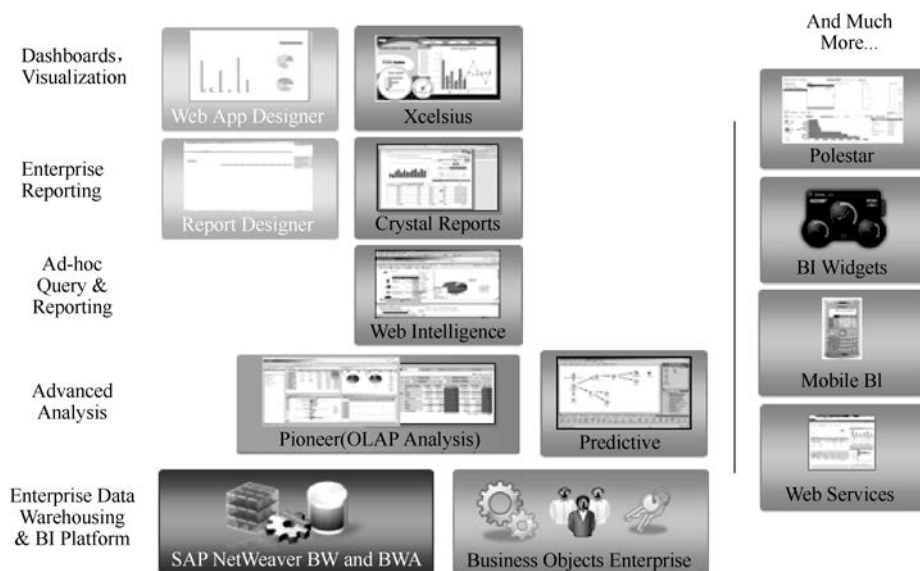 Dashboards,
Visualization
Web App Designer
Xcelsius
Enterprise
Reporting
Report Designer
Crystal Reports
Ad-hoc
Query &
Reporting
Web Intelligence
Advanced
Analysis
Pioneer(OLAP Analysis)
Predictive
Enterprise Data
Warehousing
& BI Platform
SAP NetWeaver BW and BWA
Business Objects Enterprise
And Much
More...
Polestar
BI Widgets
Mobile BI
Web Services